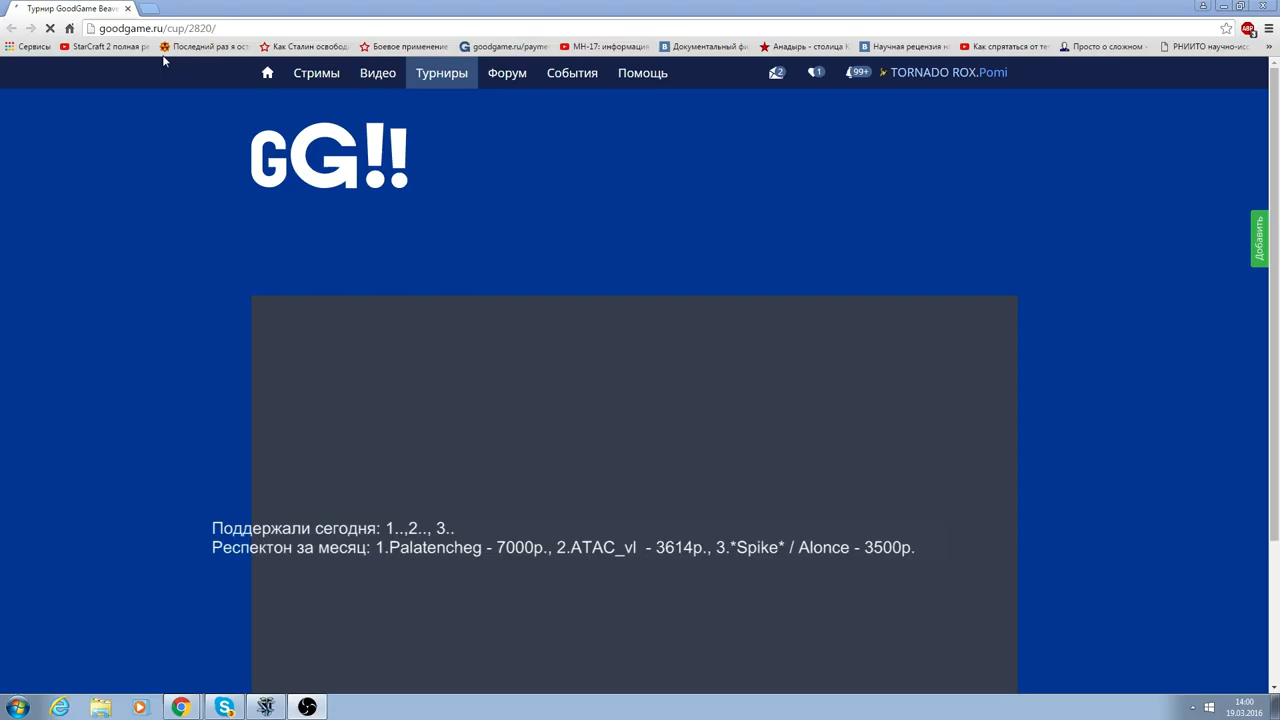 Турнир GoodGame Beave
goodgame.ru/cup/2820/
Сервисы StarCraft 2 полная ре Последний раз я ост Как Сталин освобод Боевое применение goodgame.ru/payme МН-17: информация Документальный фи Анадырь - столица К Научная рецензия н Как спрятаться от те Просто о сложном - РНИИТО научно-исс »
Стримы Видео Турниры Форум События Помощь 2 1 99+ TORNADO ROX.Pomi
GG!!
Добавить
Поддержали сегодня: 1..,2.., 3..
Респектон за месяц: 1.Palatencheg - 7000р., 2.ATAC_vl - 3614р., 3.*Spike* / Alonce - 3500р.
14:00
19.03.2016